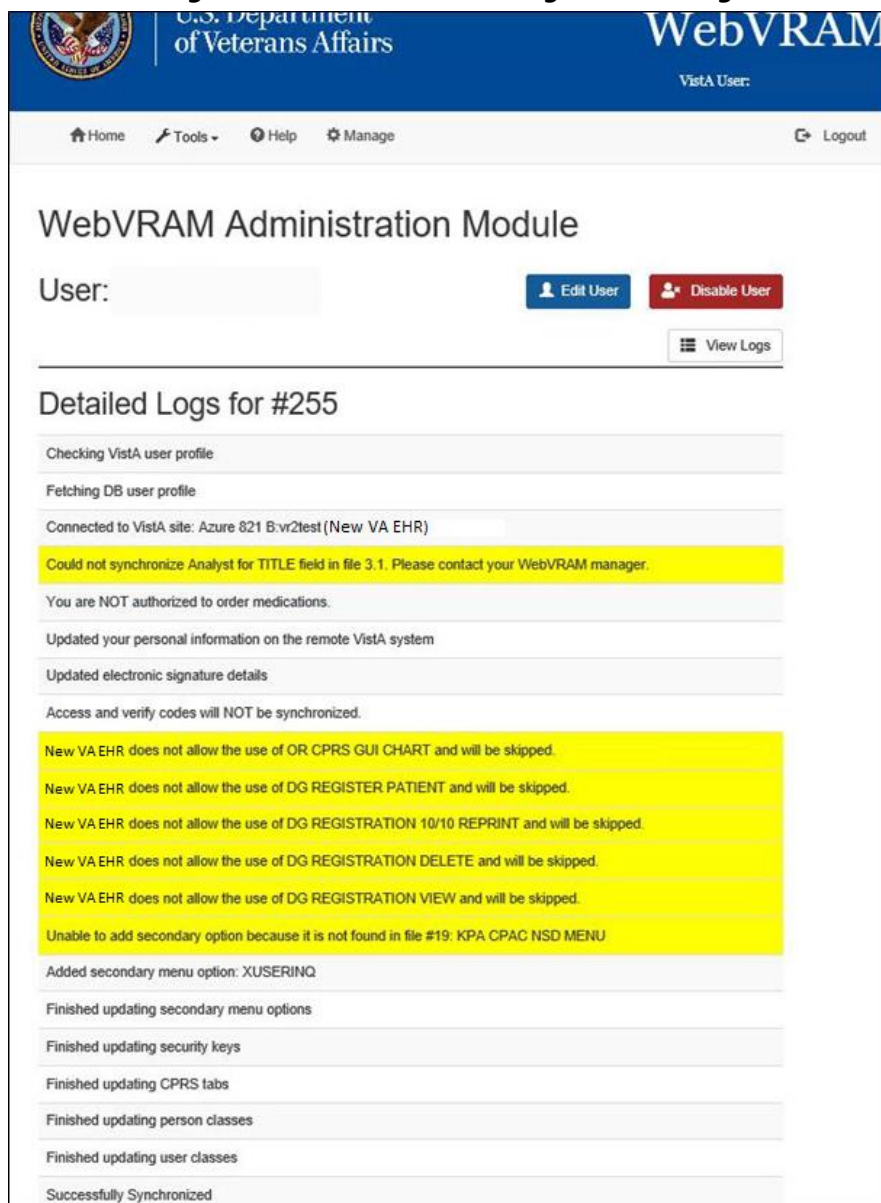 U.S. Department
of Veterans Affairs
WebVRAM
VistA User:
Home Tools Help Manage Logout
WebVRAM Administration Module
User:
Edit User Disable User
View Logs
Detailed Logs for #255
Checking VistA user profile
Fetching DB user profile
Connected to VistA site: Azure 821 B:vr2test (New VA EHR)
Could not synchronize Analyst for TITLE field in file 3.1. Please contact your WebVRAM manager.
You are NOT authorized to order medications.
Updated your personal information on the remote VistA system
Updated electronic signature details
Access and verify codes will NOT be synchronized.
New VA EHR does not allow the use of OR CPRS GUI CHART and will be skipped.
New VA EHR does not allow the use of DG REGISTER PATIENT and will be skipped.
New VA EHR does not allow the use of DG REGISTRATION 10/10 REPRINT and will be skipped.
New VA EHR does not allow the use of DG REGISTRATION DELETE and will be skipped.
New VA EHR does not allow the use of DG REGISTRATION VIEW and will be skipped.
Unable to add secondary option because it is not found in file #19: KPA CPAC NSD MENU
Added secondary menu option: XUSERINQ
Finished updating secondary menu options
Finished updating security keys
Finished updating CPRS tabs
Finished updating person classes
Finished updating user classes
Successfully Synchronized